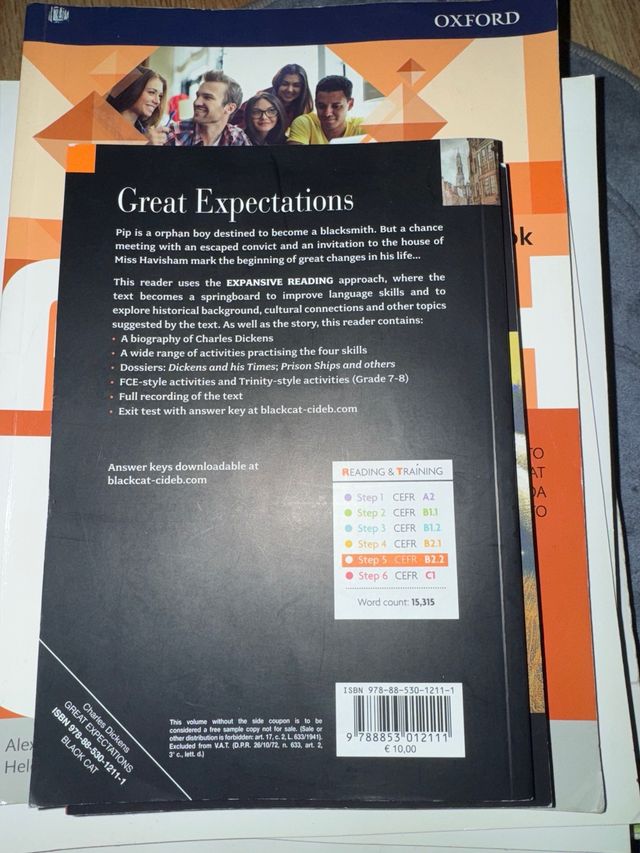 OXFORD
Great Expectations
Pip is a orphan boy destined to become a blacksmith. But a chance
meeting with an escaped convict and an invitation to the house of
Miss Havisham mark the beginning of great changes in his life...
This reader uses the EXPANSIVE READING approach, where the
text becomes a springboard to improve language skills and to
explore historical background, cultural connections and other topics
suggested by the text. As well as the story, this reader contains:
• A biography of Charles Dickens
• A wide range of activities practising the four skills
• Dossiers: Dickens and his Times; Prison Ships and others
• FCE-style activities and Trinity-style activities (Grade 7-8)
• Full recording of the text
• Exit test with answer key at blackcat-cideb.com
Answer keys downloadable at
blackcat-cideb.com
READING & TRAINING
Step 1 CEFR A2
Step 2 CEFR B1.1
Step 3 CEFR B1.2
Step 4 CEFR B2.1
Step 5 CEFR B2.2
Step 6 CEFR C1
Word count: 15,315
Charles Dickens
GREAT EXPECTATIONS
ISBN 978-88-530-1211-1
BLACK CAT
This volume without the side coupon is to be
considered a free sample copy not for sale. (Sale or
other distribution is forbidden: art. 17, c. 2, L. 633/1941).
Excluded from V.A.T. (D.P.R. 26/10/72, n. 633, art. 2,
3° c., lett. d.)
ISBN 978-88-530-1211-1
9 788853 012111
€ 10,00
ok
TO
AT
DA
TO
Alex
Hele